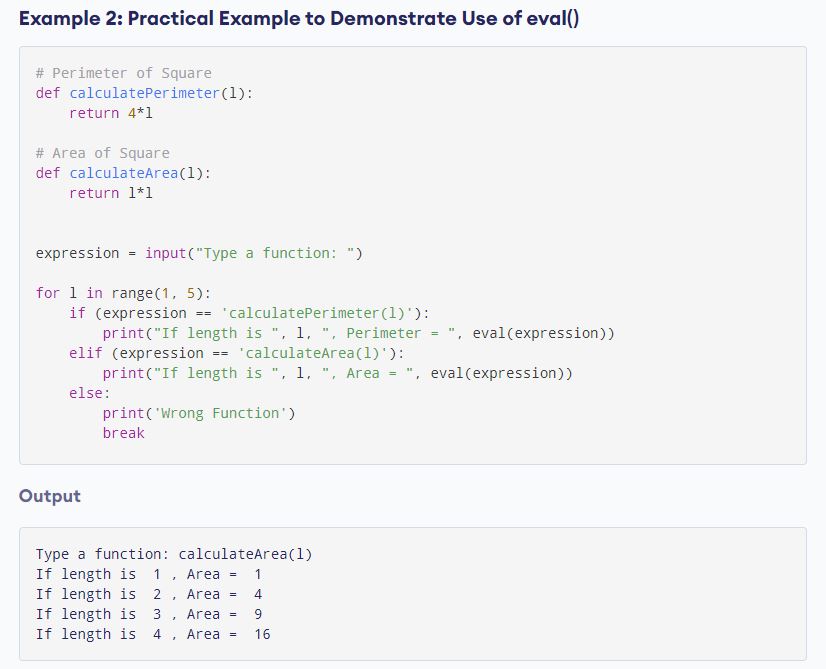 Example 2: Practical Example to Demonstrate Use of eval()
# Perimeter of Square
def calculatePerimeter(l):
    return 4*l
# Area of Square
def calculateArea(l):
    return l*l
expression = input("Type a function: ")
for l in range(1, 5):
    if (expression == 'calculatePerimeter(l)'):
        print("If length is ", l, ", Perimeter = ", eval(expression))
    elif (expression == 'calculateArea(l)'):
        print("If length is ", l, ", Area = ", eval(expression))
    else:
        print('Wrong Function')
        break
Output
Type a function: calculateArea(l)
If length is  1 , Area =  1
If length is  2 , Area =  4
If length is  3 , Area =  9
If length is  4 , Area =  16